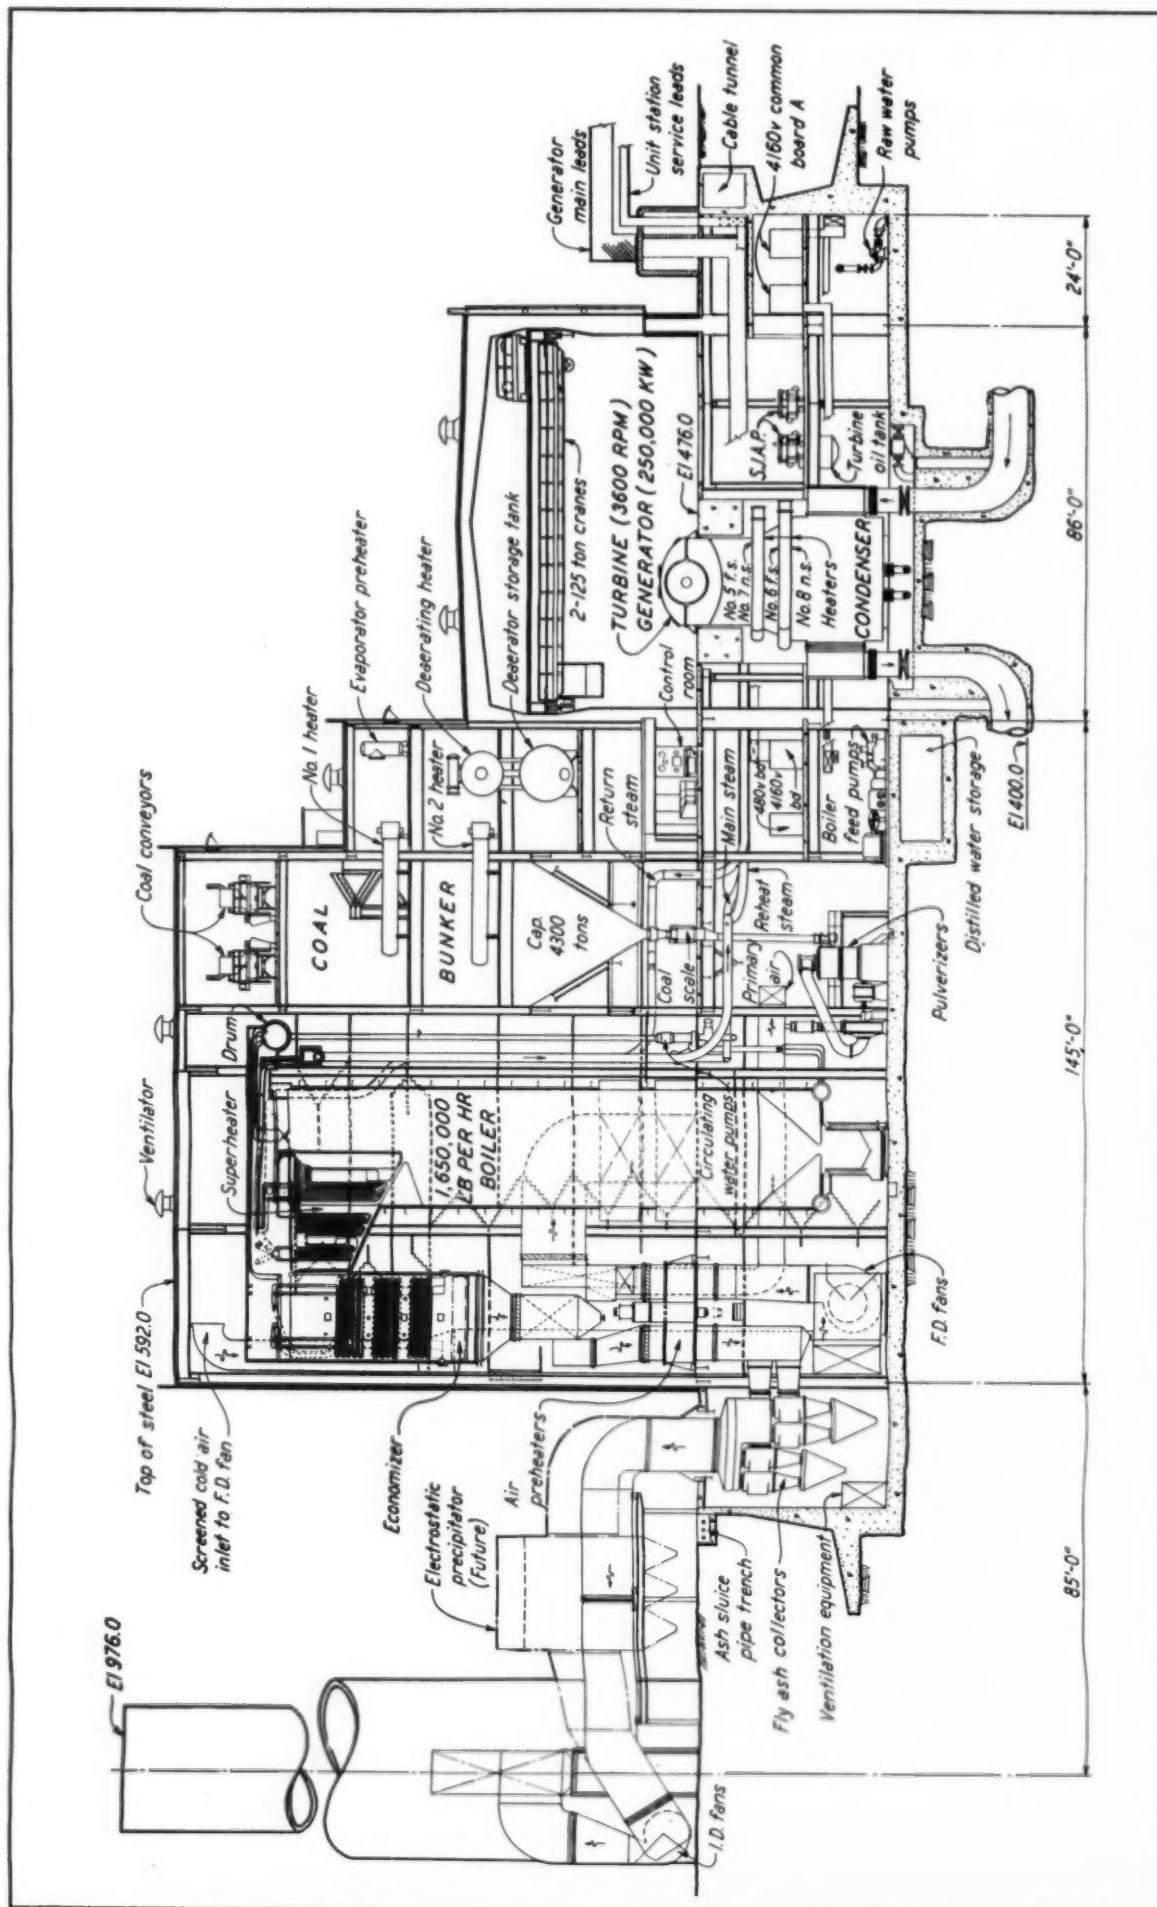 El 976.0
Top of steel El 592.0
Screened cold air
inlet to F.D. fan
Ventilator
Superheater
Drum
Coal conveyors
No. 1 heater
Evaporator preheater
Deaerating heater
Deaerator storage tank
No. 2 heater
COAL
BUNKER
Cap.
4300
tons
1,650,000
LB PER HR
BOILER
Economizer
Electrostatic
precipitator
(Future)
Air
preheaters
2-125 ton cranes
TURBINE (3600 RPM)
GENERATOR (250,000 KW)
El 476.0
Generator
main leads
Unit station
service leads
Cable tunnel
4160v common
board A
Raw water
pumps
Return
steam
Control
room
Main steam
Reheat
steam
Coal
scale
Primary
air
Circulating
water pumps
480v bd
4160v
bd
Boiler
feed pumps
No. 5 f.s.
No. 7 n.s.
No. 6 f.s.
No. 8 n.s.
Heaters
CONDENSER
S.J.A.P.
Turbine
oil tank
Ash sluice
pipe trench
Fly ash collectors
Ventilation equipment
I.D. fans
F.D. fans
Pulverizers
Distilled water storage
El 400.0
85'-0"
145'-0"
86'-0"
24'-0"